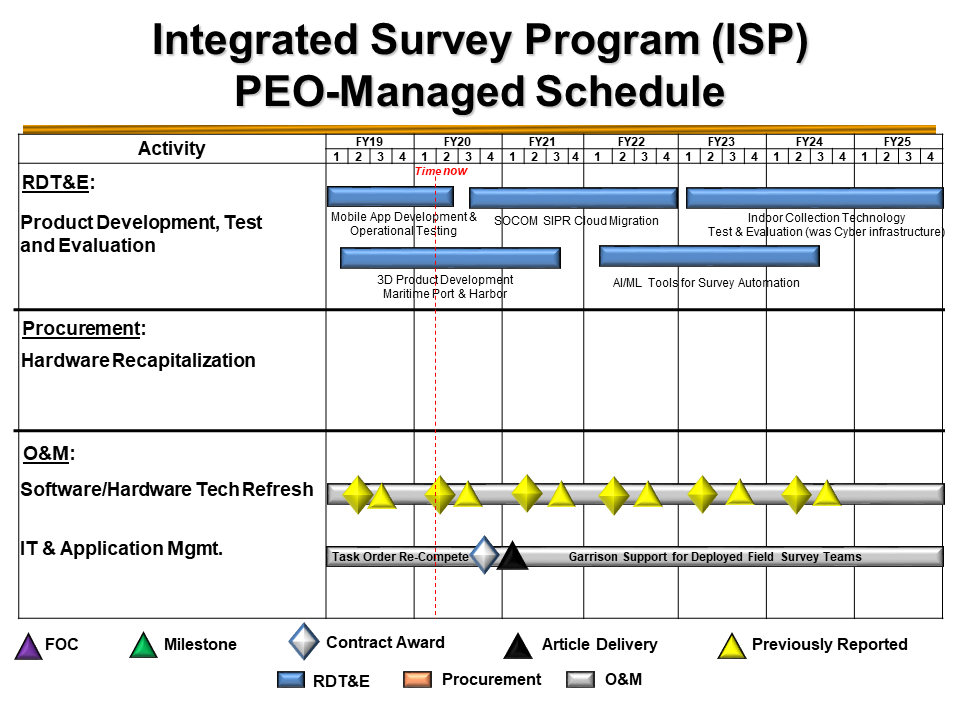 Integrated Survey Program (ISP)
PEO-Managed Schedule
Activity
FY19 FY20 FY21 FY22 FY23 FY24 FY25
1 2 3 4 1 2 3 4 1 2 3 4 1 2 3 4 1 2 3 4 1 2 3 4 1 2 3 4
Time now
RDT&E:
Product Development, Test
and Evaluation
Mobile App Development &
Operational Testing
SOCOM SIPR Cloud Migration
Indoor Collection Technology
Test & Evaluation (was Cyber infrastructure)
3D Product Development
Maritime Port & Harbor
AI/ML Tools for Survey Automation
Procurement:
Hardware Recapitalization
O&M:
Software/Hardware Tech Refresh
IT & Application Mgmt.
Task Order Re-Compete
Garrison Support for Deployed Field Survey Teams
FOC
Milestone
Contract Award
Article Delivery
Previously Reported
RDT&E
Procurement
O&M